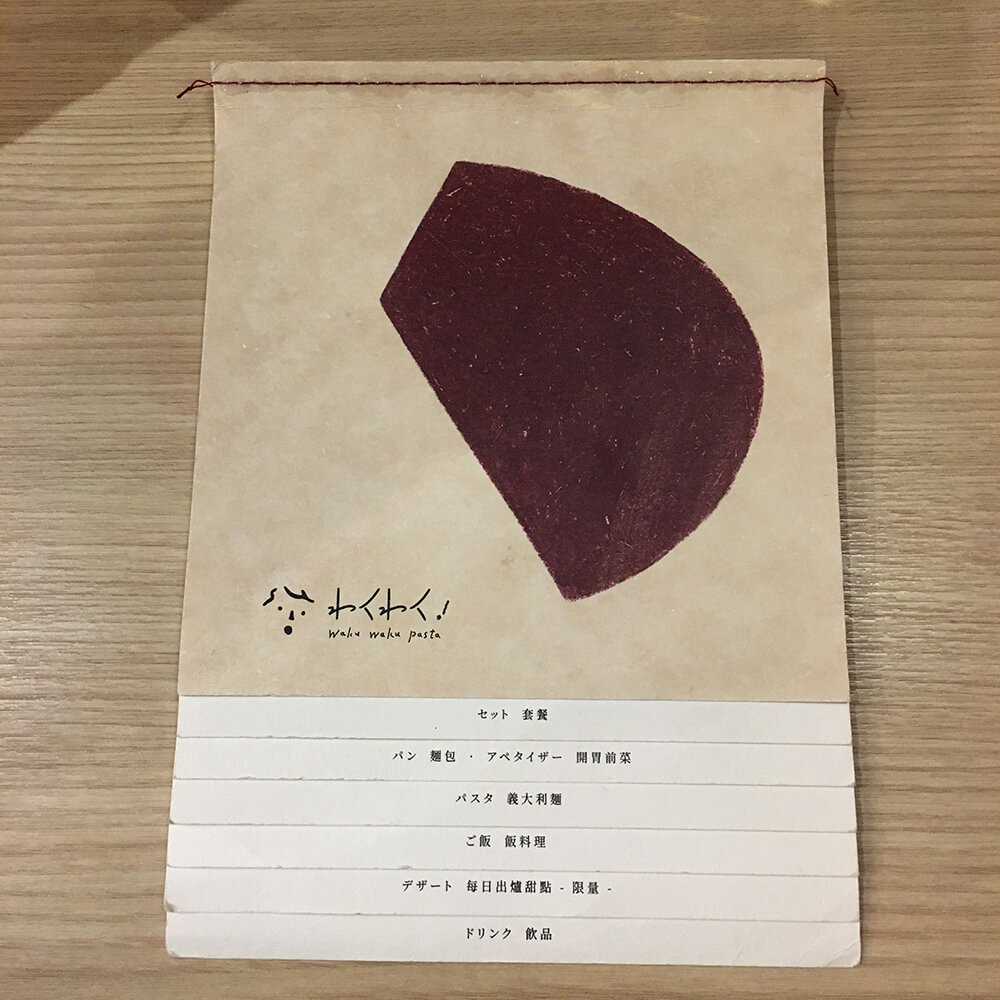 わくわく!
waku waku pasta
セット 套餐
パン 麵包 · アペタイザー 開胃前菜
パスタ 義大利麵
ご飯 飯料理
デザート 每日出爐甜點 - 限量 -
ドリンク 飲品